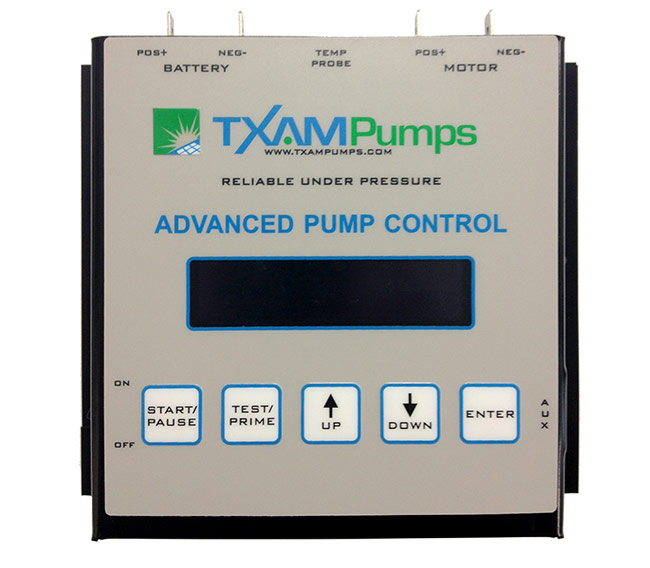 POS+ NEG- TEMP PROBE POS+ NEG-
BATTERY MOTOR
TXAMPumps
WWW.TXAMPUMPS.COM
RELIABLE UNDER PRESSURE
ADVANCED PUMP CONTROL
ON
START/
PAUSE
TEST/
PRIME
UP
DOWN
ENTER
AUX
OFF